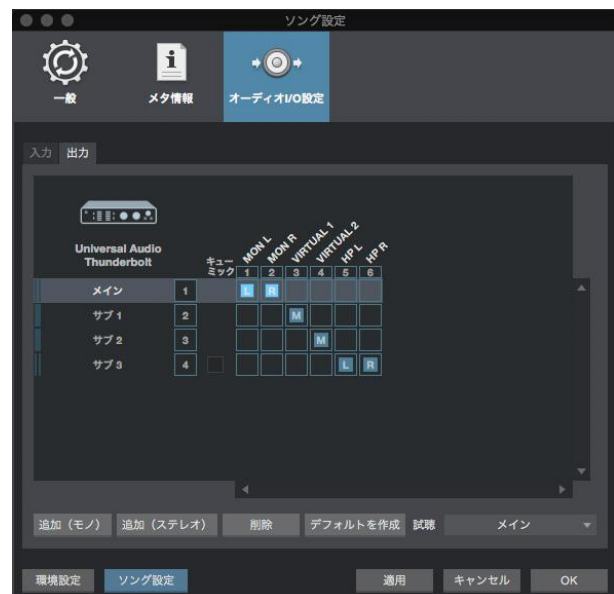 ソング設定
一般
メタ情報
オーディオI/O設定
入力 出力
Universal Audio
Thunderbolt
キュー
ミック
MON L MON R VIRTUAL 1 VIRTUAL 2 HP L HP R
1 2 3 4 5 6
メイン 1 L R
サブ 1 2 M
サブ 2 3 M
サブ 3 4 L R
追加（モノ） 追加（ステレオ） 削除 デフォルトを作成 試聴 メイン
環境設定 ソング設定 適用 キャンセル OK